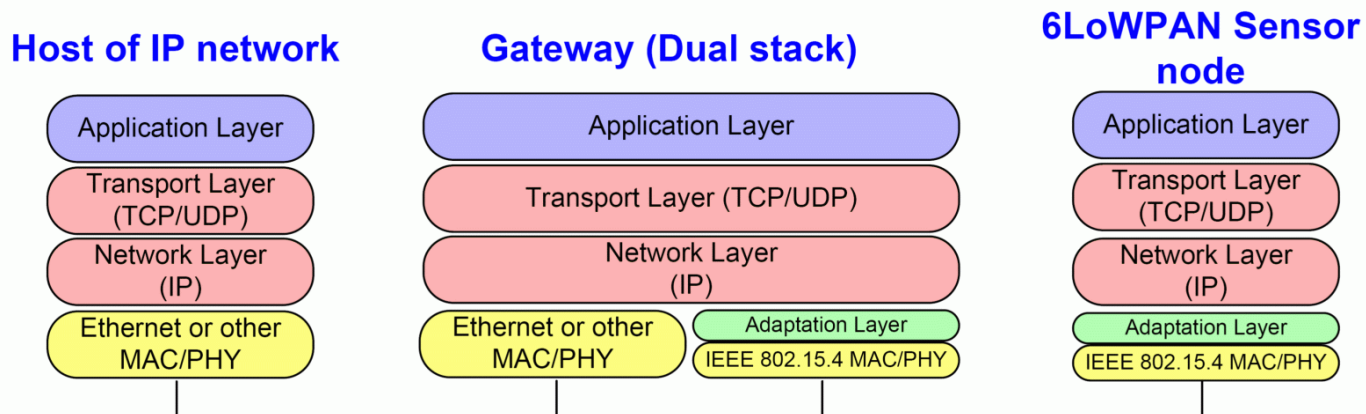 Host of IP network
Application Layer
Transport Layer
(TCP/UDP)
Network Layer
(IP)
Ethernet or other
MAC/PHY
Gateway (Dual stack)
Application Layer
Transport Layer (TCP/UDP)
Network Layer
(IP)
Ethernet or other
MAC/PHY
Adaptation Layer
IEEE 802.15.4 MAC/PHY
6LoWPAN Sensor
node
Application Layer
Transport Layer
(TCP/UDP)
Network Layer
(IP)
Adaptation Layer
IEEE 802.15.4 MAC/PHY